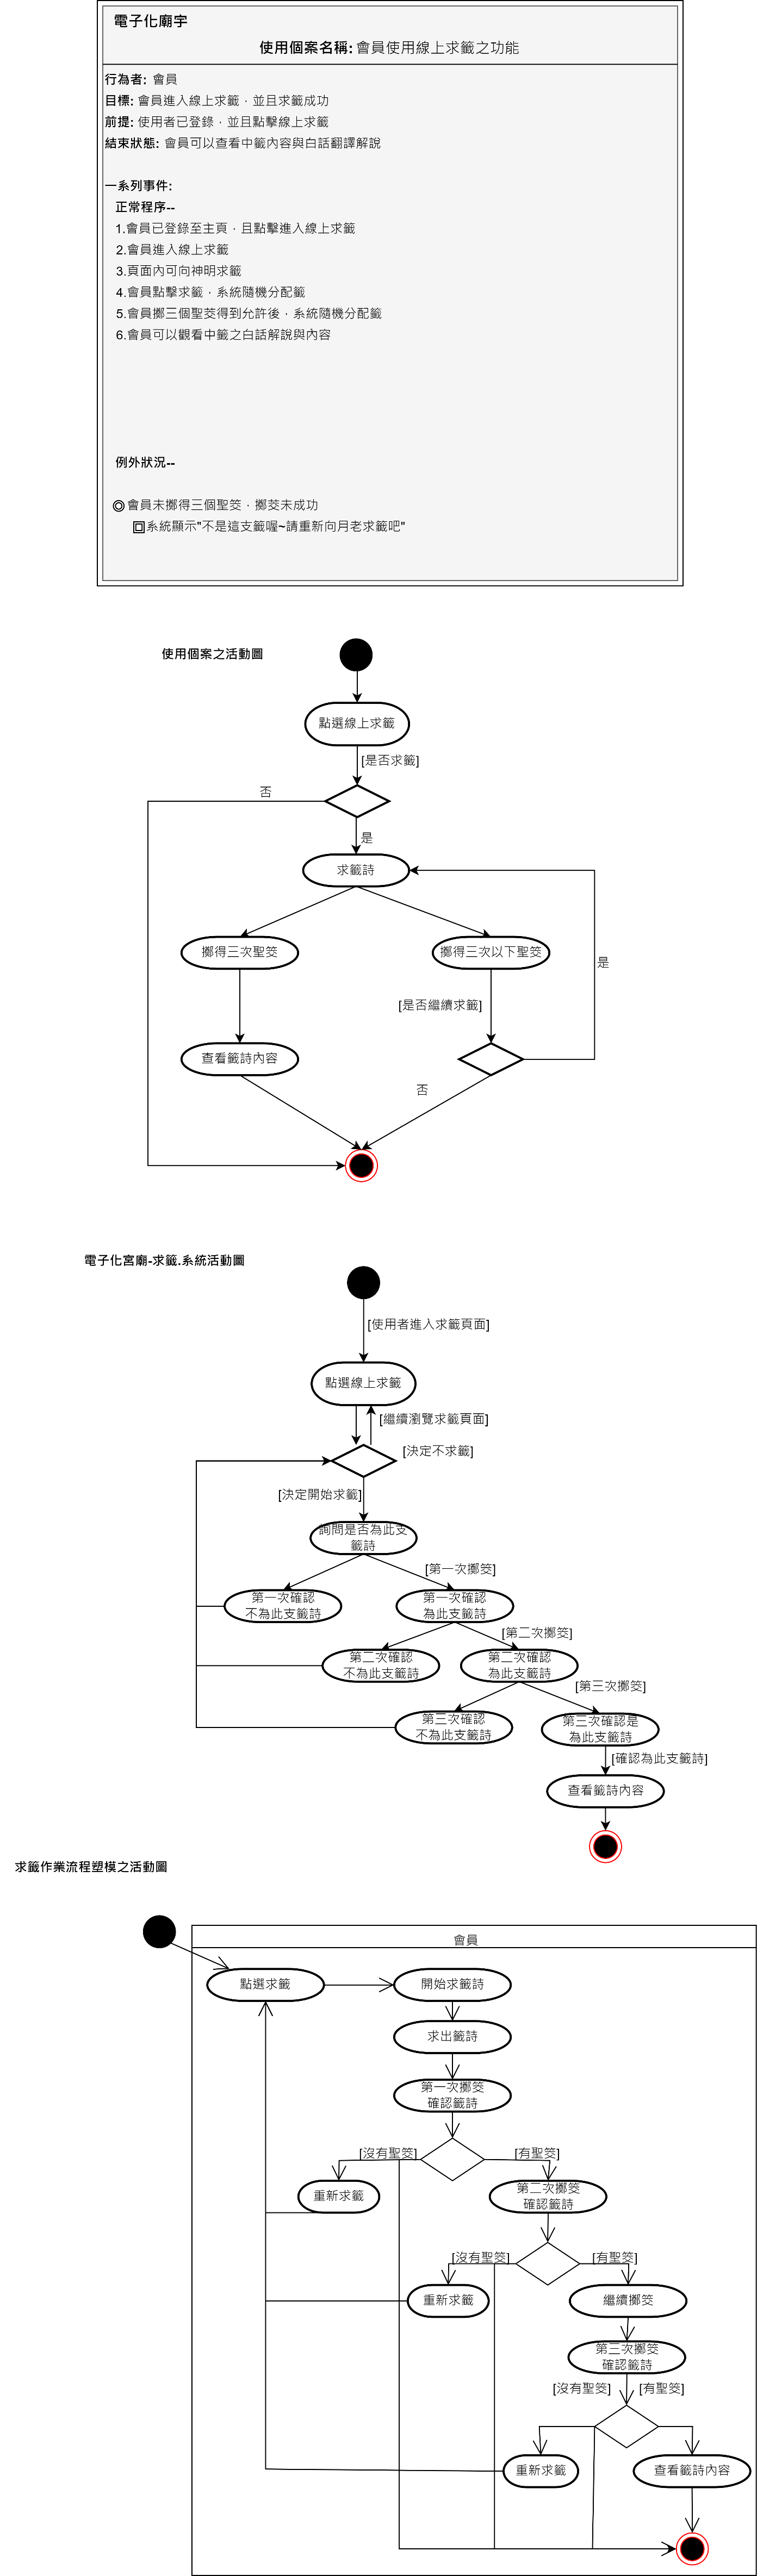 電子化廟宇
使用個案名稱: 會員使用線上求籤之功能
行為者: 會員
目標: 會員進入線上求籤，並且求籤成功
前提: 使用者已登錄，並且點擊線上求籤
結束狀態: 會員可以查看中籤內容與白話翻譯解說
一系列事件:
正常程序--
1.會員已登錄至主頁，且點擊進入線上求籤
2.會員進入線上求籤
3.頁面內可向神明求籤
4.會員點擊求籤，系統隨機分配籤
5.會員擲三個聖茭得到允許後，系統隨機分配籤
6.會員可以觀看中籤之白話解說與內容
例外狀況--
會員未擲得三個聖筊，擲茭未成功
系統顯示"不是這支籤喔~請重新向月老求籤吧"
使用個案之活動圖
點選線上求籤
[是否求籤]
否
是
求籤詩
擲得三次聖筊
擲得三次以下聖筊
是
[是否繼續求籤]
查看籤詩內容
否
電子化宮廟-求籤.系統活動圖
[使用者進入求籤頁面]
點選線上求籤
[繼續瀏覽求籤頁面]
[決定不求籤]
[決定開始求籤]
詢問是否為此支
籤詩
[第一次擲筊]
第一次確認
不為此支籤詩
第一次確認
為此支籤詩
[第二次擲筊]
第二次確認
不為此支籤詩
第二次確認
為此支籤詩
[第三次擲筊]
第三次確認
不為此支籤詩
第三次確認是
為此支籤詩
[確認為此支籤詩]
查看籤詩內容
求籤作業流程塑模之活動圖
會員
點選求籤
開始求籤詩
求出籤詩
第一次擲筊
確認籤詩
[沒有聖筊]
[有聖筊]
重新求籤
第二次擲筊
確認籤詩
[沒有聖筊]
[有聖筊]
重新求籤
繼續擲筊
第三次擲筊
確認籤詩
[沒有聖筊]
[有聖筊]
重新求籤
查看籤詩內容